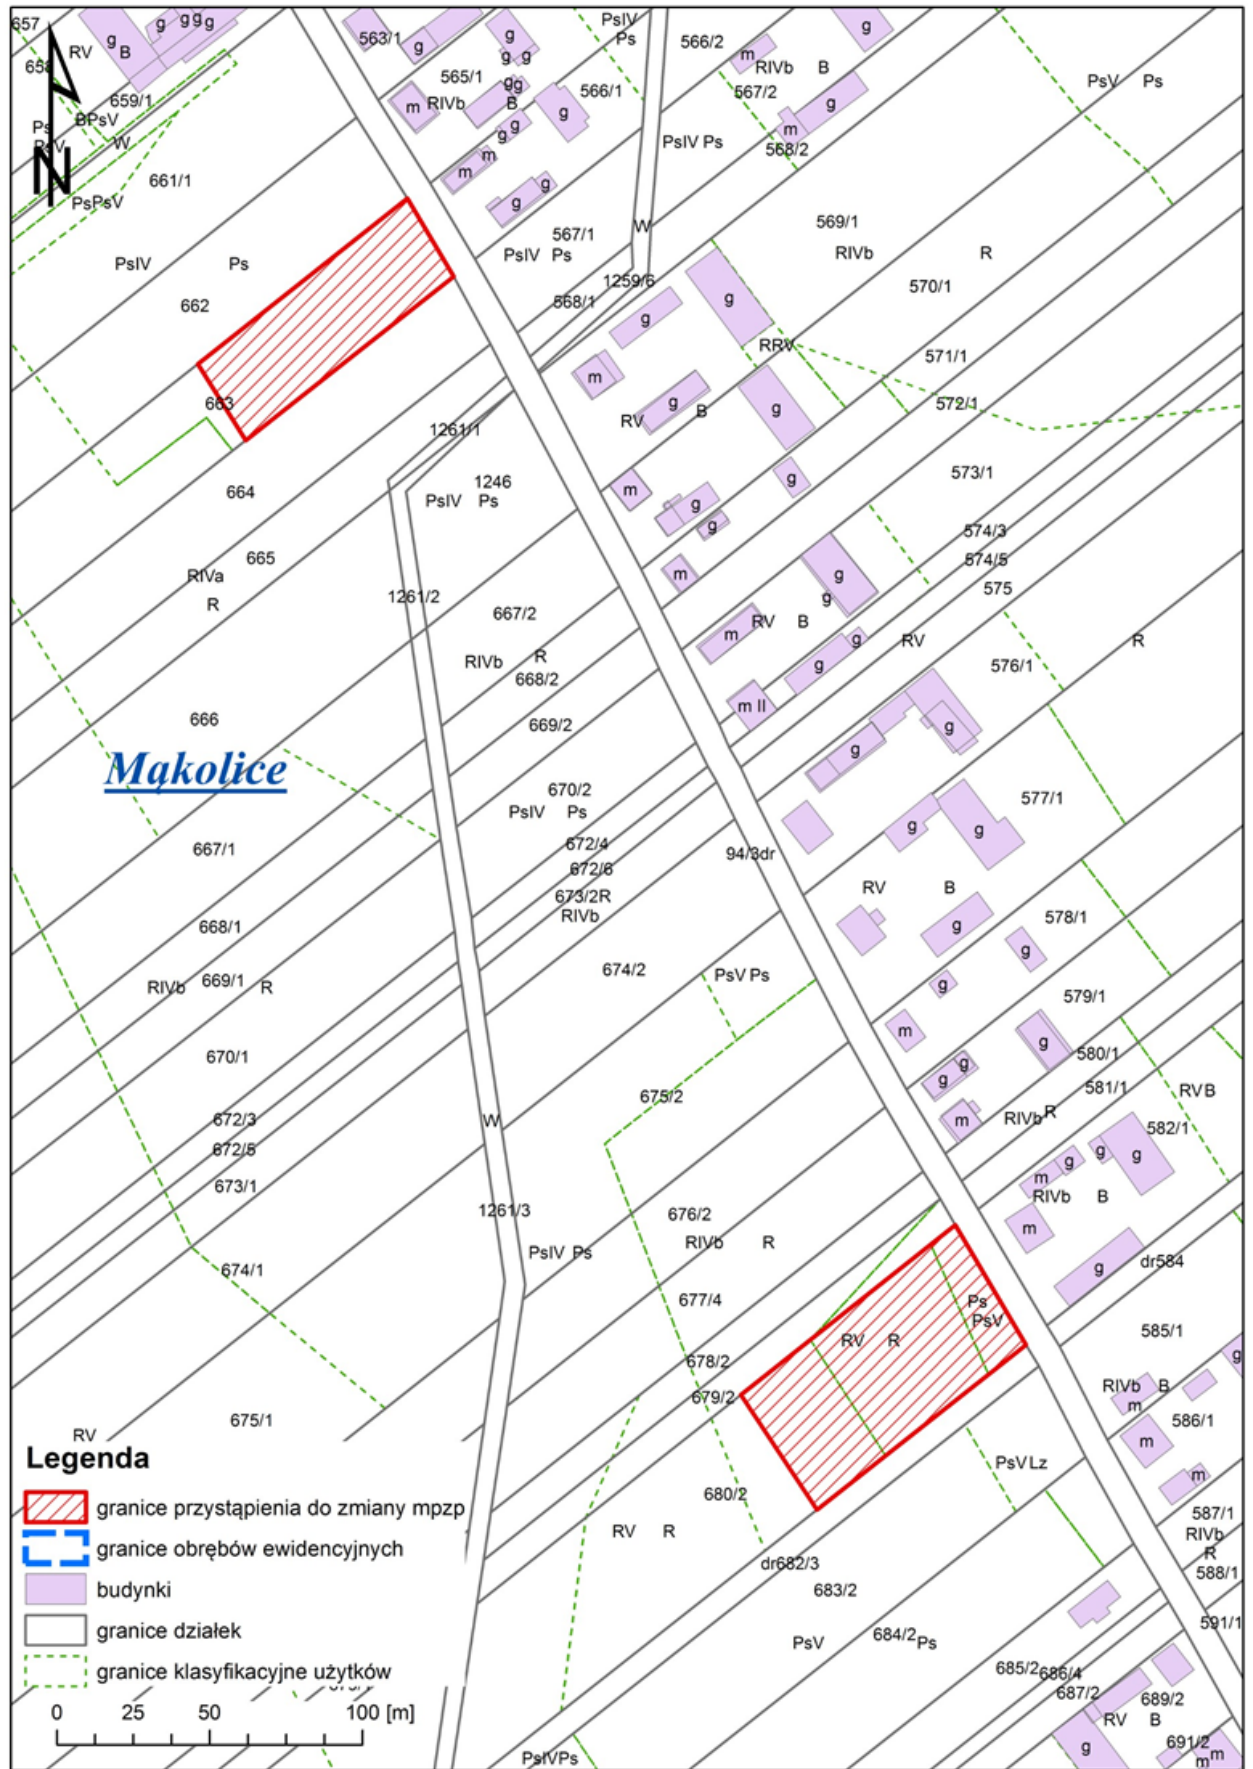 657
RV
g
B
g
g
g
g
658
659/1
BPsV
Ps
PsV
W
N
661/1
PsPsV
PsIV
Ps
662
663
563/1
g
g
g
g
565/1
m
RIVb
B
g
g
566/1
g
g
g
m
m
g
g
PsIV
Ps
566/2
m
RIVb
B
567/2
g
g
m
568/2
PsIV Ps
PsV
Ps
567/1
PsIV
Ps
W
1259/6
568/1
569/1
RIVb
R
570/1
g
g
RRV
571/1
572/1
m
g
RV
B
g
573/1
g
m
g
g
574/3
574/5
575
m
g
g
RV
B
m
g
g
RV
R
576/1
m II
g
g
664
1261/1
1246
PsIV
Ps
665
RIVa
R
1261/2
667/2
RIVb
R
668/2
666
669/2
Mąkolice
670/2
PsIV
Ps
577/1
g
g
672/4
94/3dr
667/1
672/6
673/2R
RIVb
RV
B
g
578/1
g
668/1
669/1
RIVb
R
674/2
PsV Ps
g
579/1
m
g
580/1
670/1
g
g
581/1
RV B
675/2
672/3
W
m
RIVb
R
582/1
672/5
g
g
g
673/1
m
RIVb
B
m
1261/3
676/2
RIVb
R
PsIV Ps
674/1
g
dr584
677/4
Ps
PsV
RV
R
585/1
g
678/2
679/2
RIVb
B
m
586/1
675/1
RV
m
m
PsV Lz
587/1
RIVb
R
588/1
680/2
RV
R
dr682/3
683/2
591/1
684/2
PsV
Ps
685/2
686/4
687/2
689/2
RV
B
g
691/2
m
m
PsIVPs
Legenda
granice przystąpienia do zmiany mpzp
granice obrębów ewidencyjnych
budynki
granice działek
granice klasyfikacyjne użytków
0 25 50 100 [m]